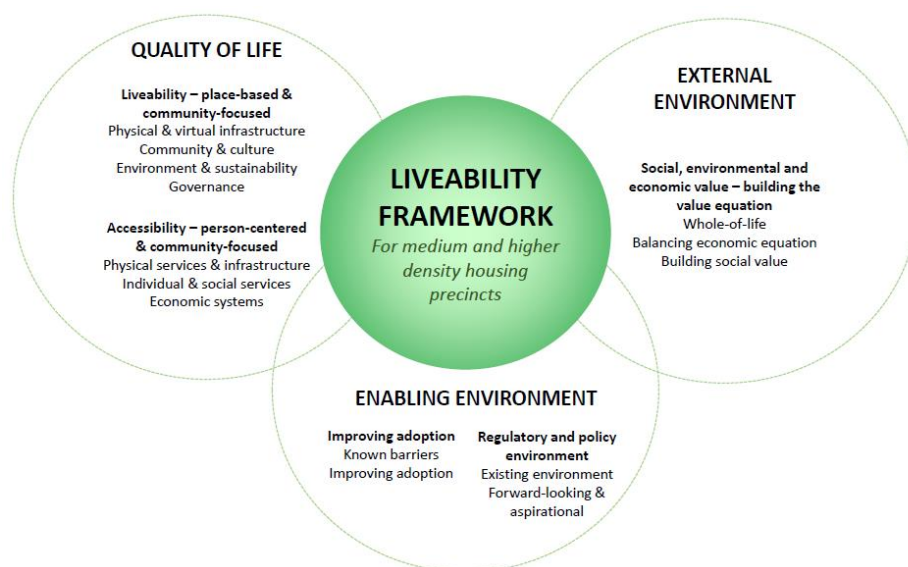 QUALITY OF LIFE
Liveability – place-based &
community-focused
Physical & virtual infrastructure
Community & culture
Environment & sustainability
Governance
Accessibility – person-centered
& community-focused
Physical services & infrastructure
Individual & social services
Economic systems
LIVEABILITY
FRAMEWORK
For medium and higher
density housing
precincts
EXTERNAL
ENVIRONMENT
Social, environmental and
economic value – building the
value equation
Whole-of-life
Balancing economic equation
Building social value
ENABLING ENVIRONMENT
Improving adoption
Known barriers
Improving adoption
Regulatory and policy
environment
Existing environment
Forward-looking &
aspirational